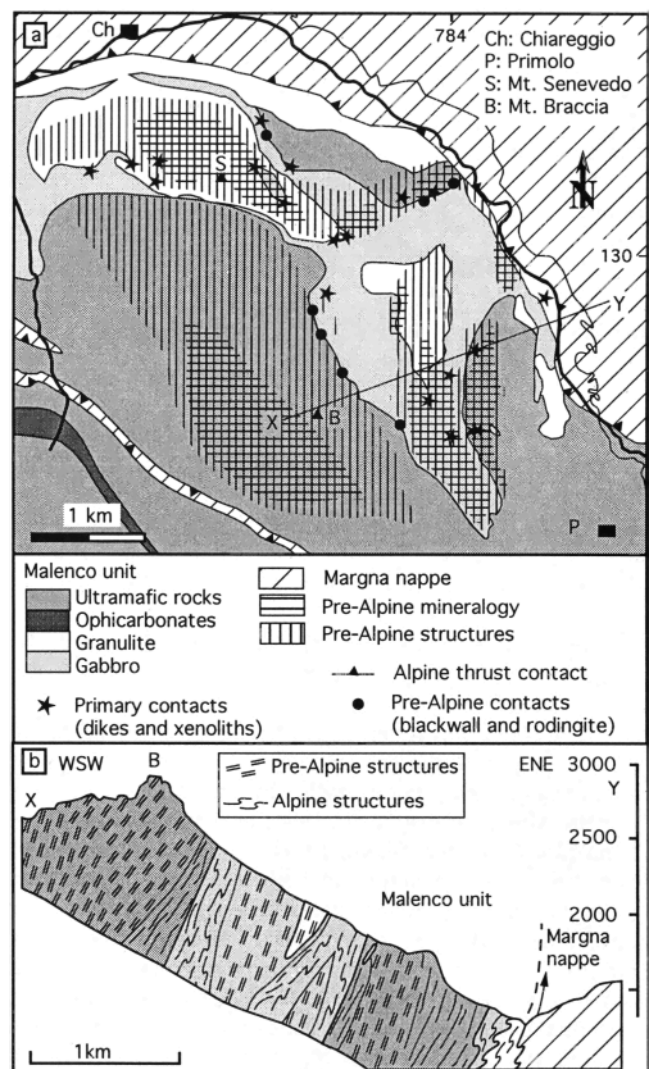 a
Ch
784
Ch: Chiareggio
P: Primolo
S: Mt. Senevedo
B: Mt. Braccia
N
S
130
Y
X
B
1 km
P
Malenco unit
Ultramafic rocks
Ophicarbonates
Granulite
Gabbro
Primary contacts
(dikes and xenoliths)
Margna nappe
Pre-Alpine mineralogy
Pre-Alpine structures
Alpine thrust contact
Pre-Alpine contacts
(blackwall and rodingite)
b WSW B
X
Pre-Alpine structures
Alpine structures
ENE 3000
Y
2500
Malenco unit
2000
Margna
nappe
1km